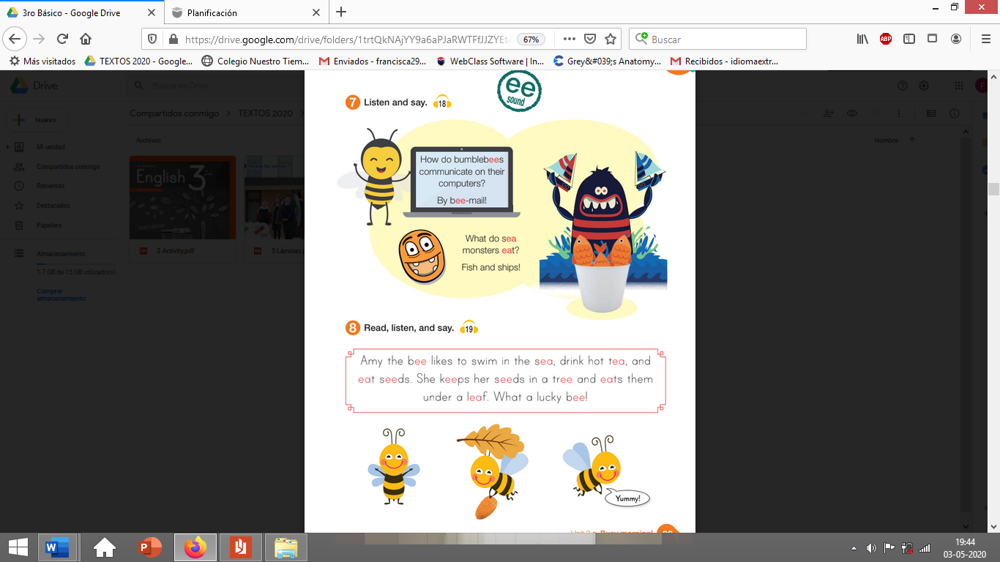 3ro Básico - Google Drive
Planificación
https://drive.google.com/drive/folders/1trtQkNAjYY9a6aPJaRWTFfJJZYEt
67%
Buscar
Más visitados
TEXTOS 2020 - Google...
Colegio Nuestro Tiem...
Enviados - francisca29...
WebClass Software | In...
Grey&#039;s Anatomy...
Recibidos - idiomaextr...
ABP
Drive
Buscar en Drive
Nuevo
Compartidos conmigo
TEXTOS 2020
Archivos
Nombre
Mi unidad
Compartidos conmigo
Recientes
Destacados
Papelera
Almacenamiento
1.7 GB de 15 GB utilizado(s)
Comprar
almacenamiento
English 3
3 Activity.pdf
3 Láminas.p
ee
sound
7 Listen and say. 18
How do bumblebees
communicate on their
computers?
By bee-mail!
What do sea
monsters eat?
Fish and ships!
8 Read, listen, and say. 19
Amy the bee likes to swim in the sea, drink hot tea, and
eat seeds. She keeps her seeds in a tree and eats them
under a leaf. What a lucky bee!
Yummy!
19:44
03-05-2020